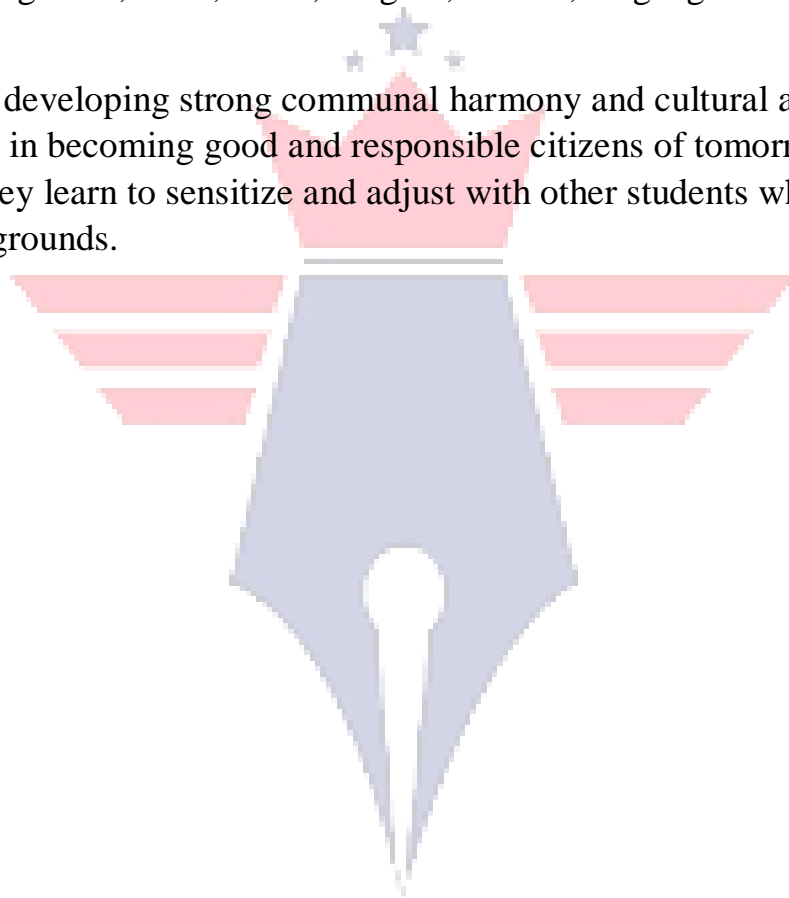 developing strong communal harmony and cultural a
in becoming good and responsible citizens of tomorr
ey learn to sensitize and adjust with other students wh
grounds.